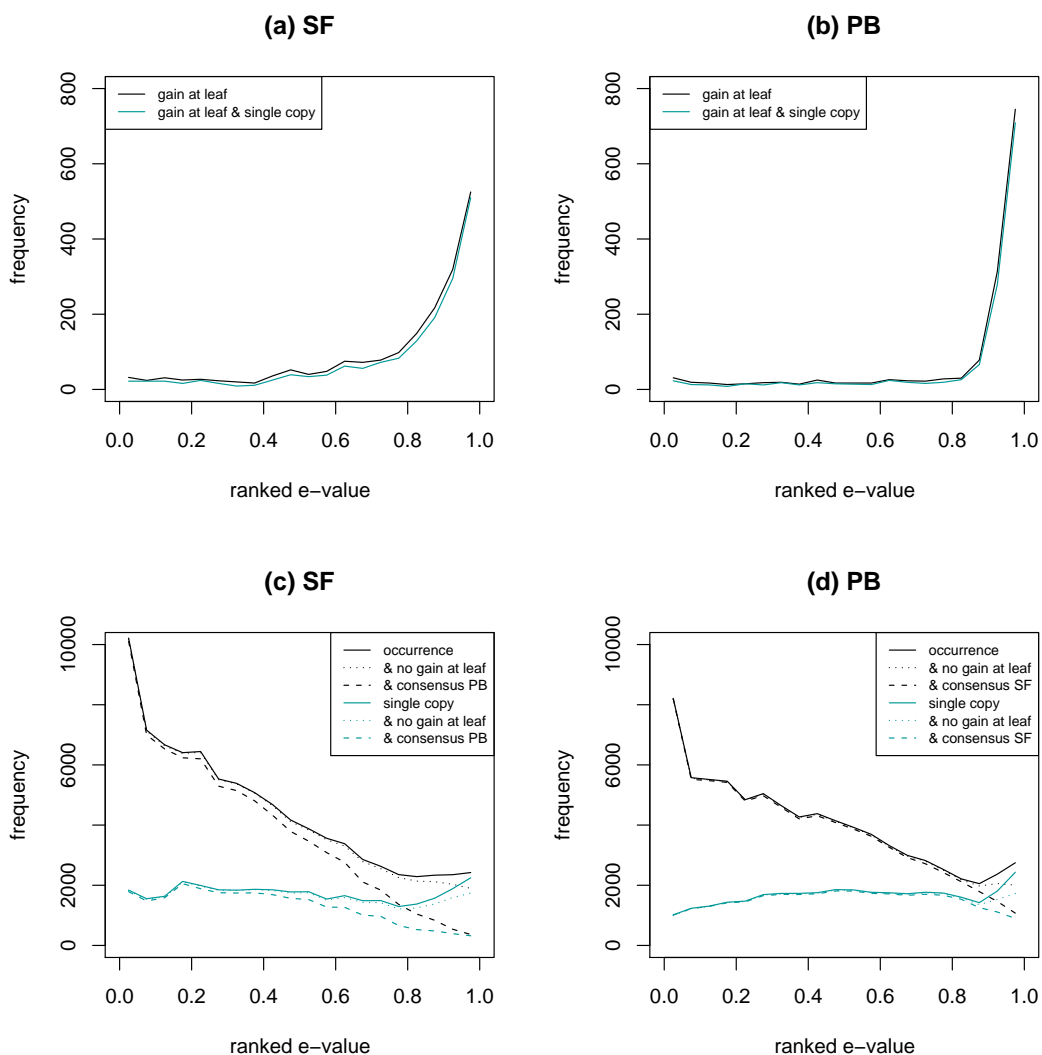 (a) SF
gain at leaf
gain at leaf & single copy
frequency
0
200
400
600
800
0.0 0.2 0.4 0.6 0.8 1.0
ranked e−value
(b) PB
gain at leaf
gain at leaf & single copy
frequency
0
200
400
600
800
0.0 0.2 0.4 0.6 0.8 1.0
ranked e−value
(c) SF
occurrence
& no gain at leaf
& consensus PB
single copy
& no gain at leaf
& consensus PB
frequency
0
2000
6000
10000
0.0 0.2 0.4 0.6 0.8 1.0
ranked e−value
(d) PB
occurrence
& no gain at leaf
& consensus SF
single copy
& no gain at leaf
& consensus SF
frequency
0
2000
6000
10000
0.0 0.2 0.4 0.6 0.8 1.0
ranked e−value